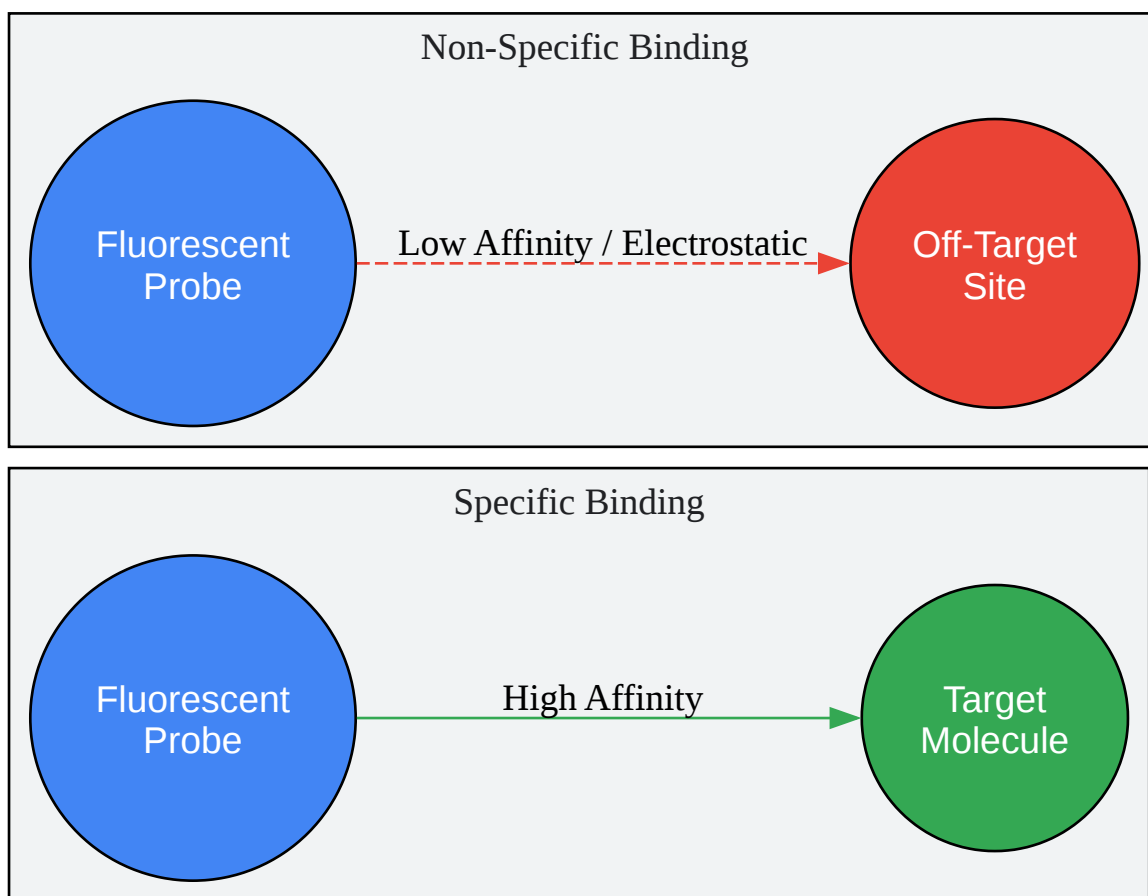 Non-Specific Binding
Fluorescent
Probe
Low Affinity / Electrostatic
Off-Target
Site
Specific Binding
Fluorescent
Probe
High Affinity
Target
Molecule